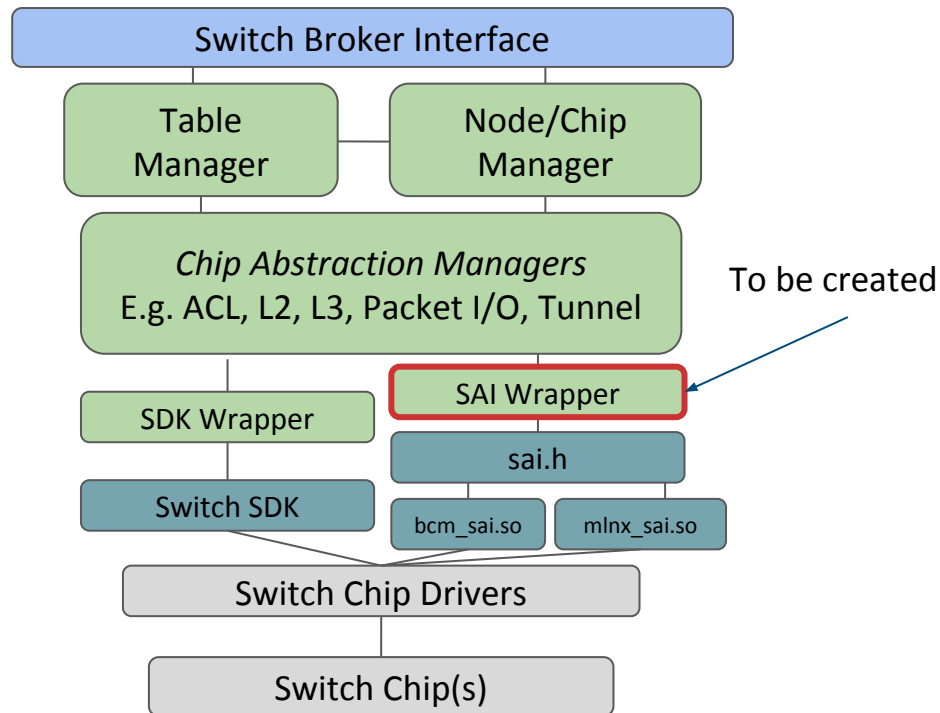 Switch Broker Interface
Table
Manager
Node/Chip
Manager
Chip Abstraction Managers
E.g. ACL, L2, L3, Packet I/O, Tunnel
To be created
SAI Wrapper
SDK Wrapper
sai.h
Switch SDK
bcm_sai.so
mlnx_sai.so
Switch Chip Drivers
Switch Chip(s)